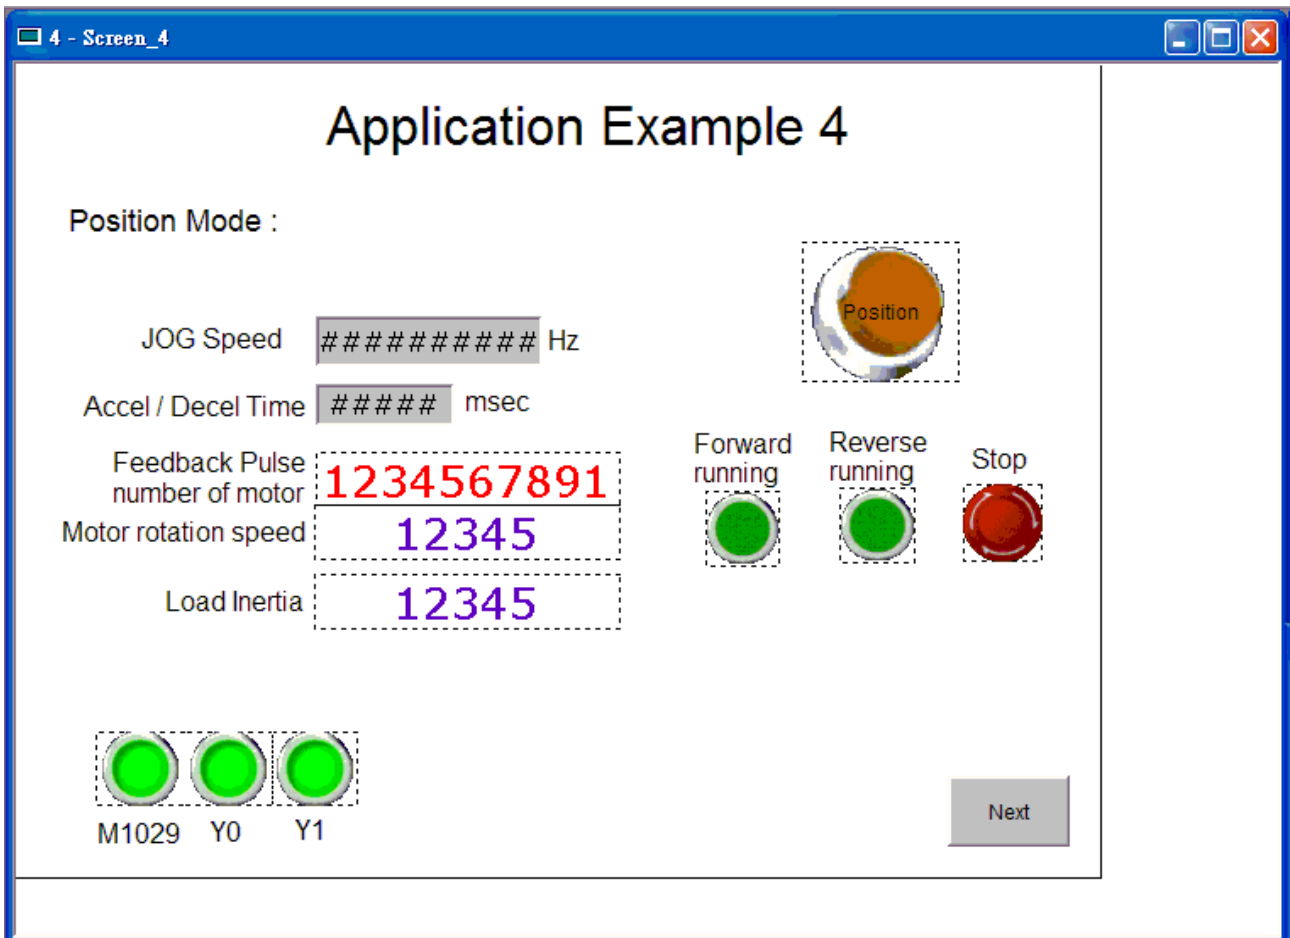 4 - Screen_4
Application Example 4
Position Mode :
Position
JOG Speed
########## Hz
Accel / Decel Time
##### msec
Feedback Pulse
number of motor
1234567891
Motor rotation speed
12345
Load Inertia
12345
Forward
running
Reverse
running
Stop
M1029
Y0
Y1
Next